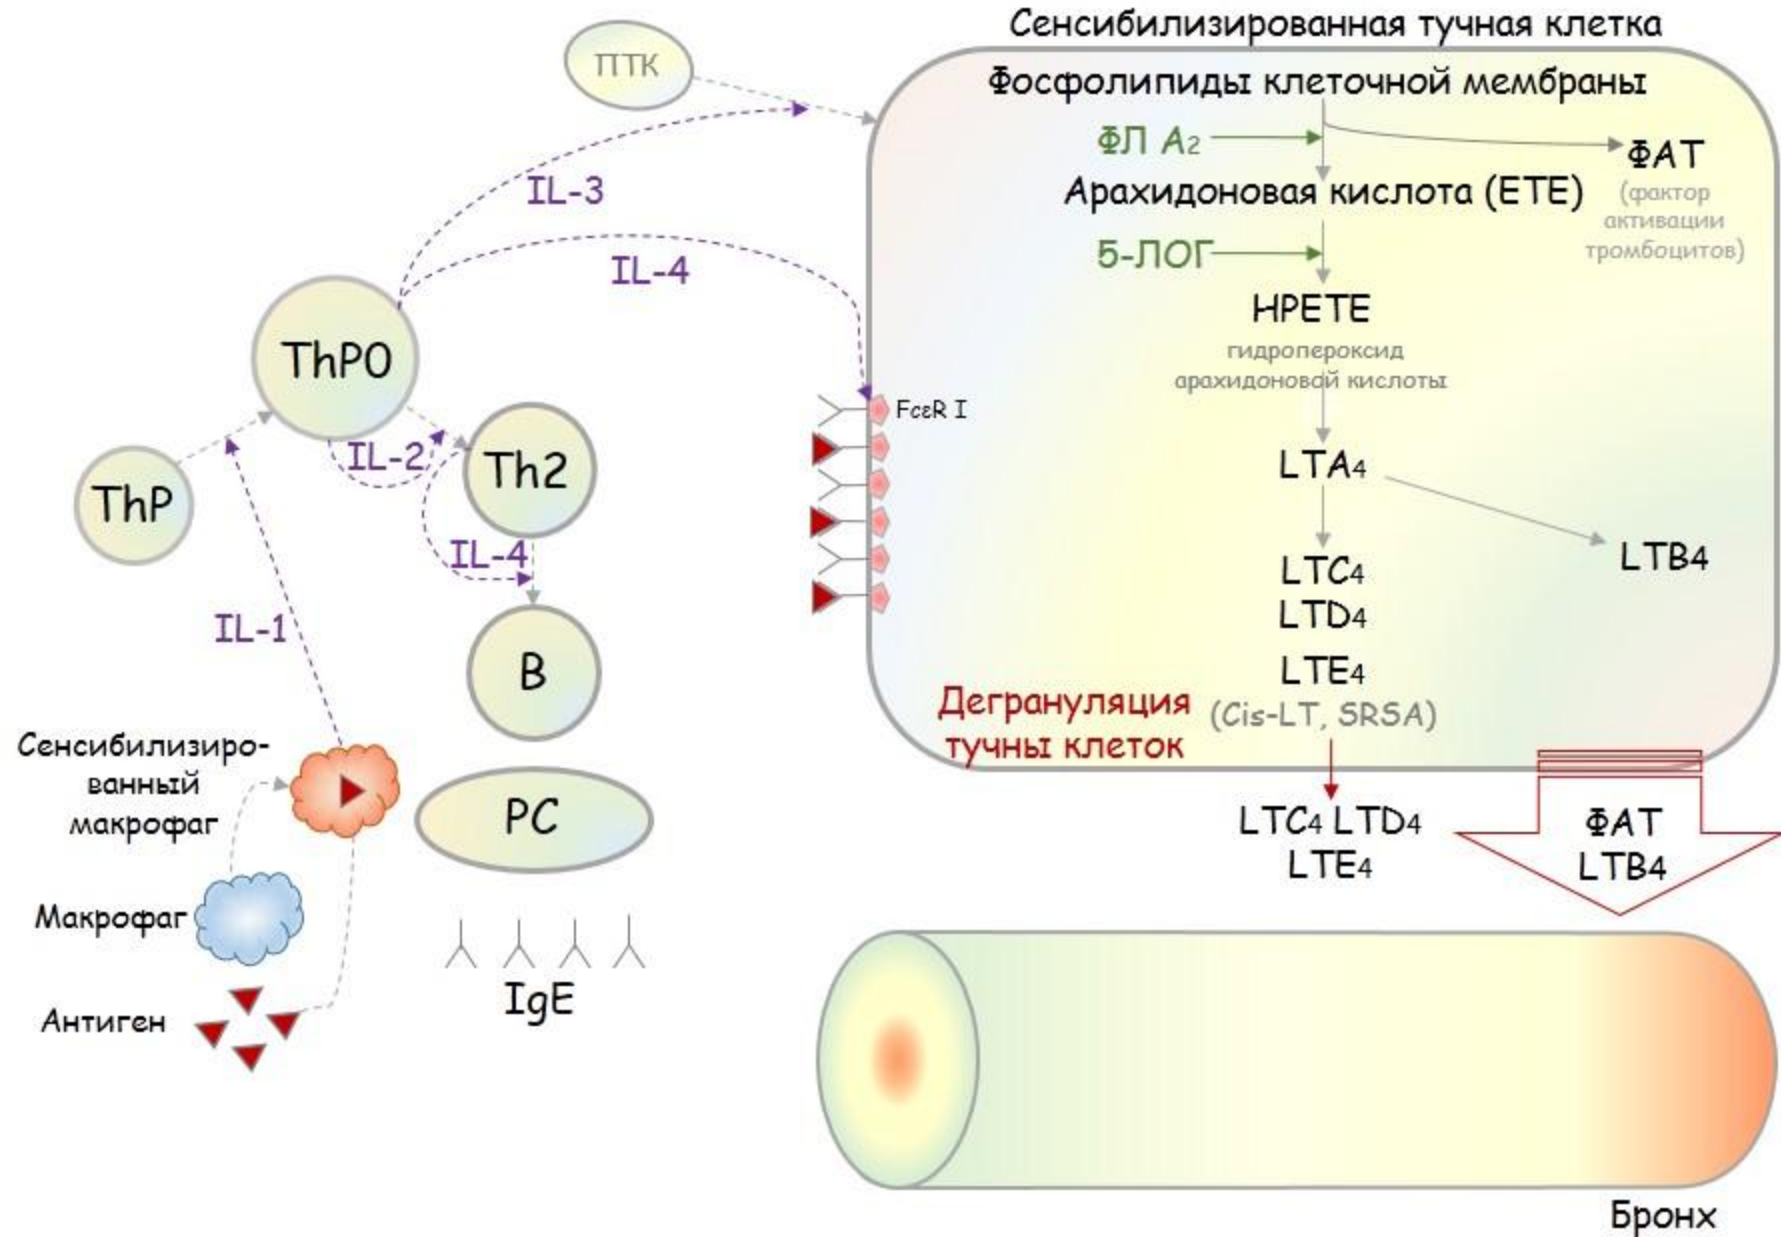 Сенсибилизированная тучная клетка
ПТК
Фосфолипиды клеточной мембраны
ФЛ А2
ФАТ
(фактор
активации
тромбоцитов)
Арахидоновая кислота (ЕТЕ)
IL-3
IL-4
5-ЛОГ
HPETE
гидропероксид
арахидоновой кислоты
ThP0
FcεR I
IL-2
Th2
ThP
LTA4
IL-4
LTB4
LTC4
LTD4
LTE4
(Cis-LT, SRSA)
IL-1
B
Дегрануляция
тучны клеток
Сенсибилизиро-
ванный
макрофаг
PC
LTC4 LTD4
LTE4
ФАТ
LTB4
Макрофаг
IgE
Антиген
Бронх